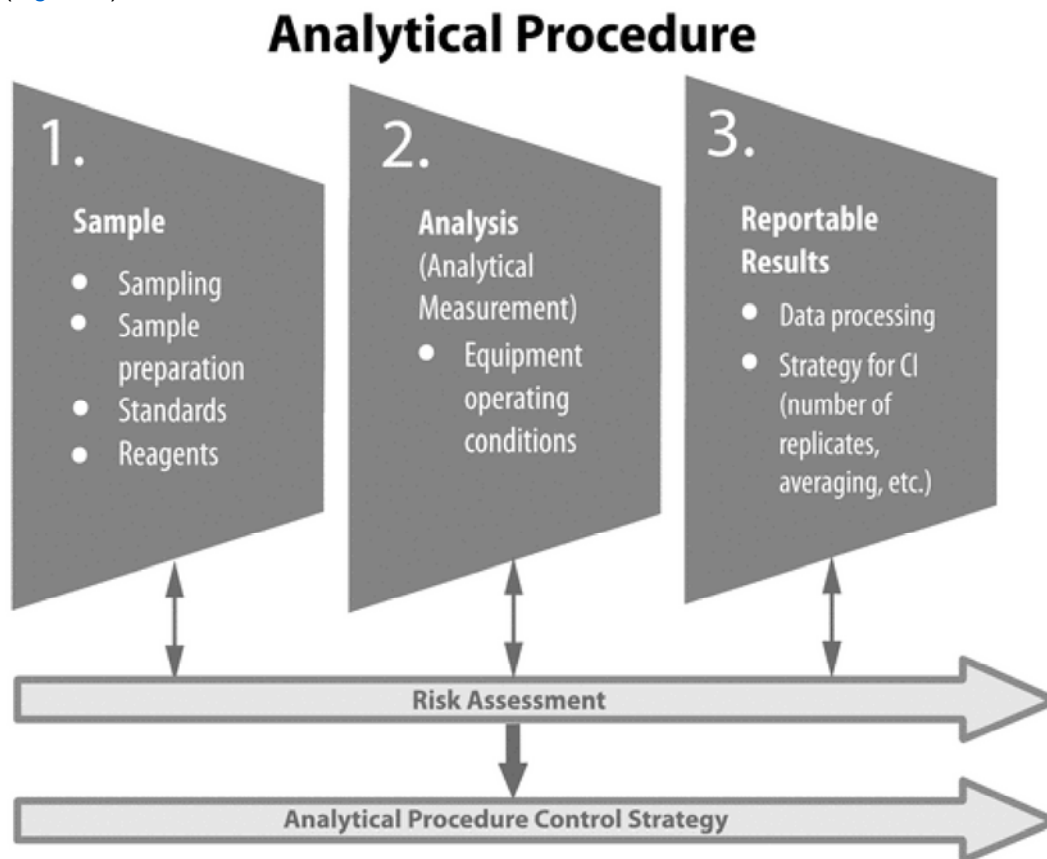 Analytical Procedure
1.
Sample
● Sampling
● Sample
preparation
● Standards
● Reagents
2.
Analysis
(Analytical
Measurement)
● Equipment
operating
conditions
3.
Reportable
Results
● Data processing
● Strategy for CI
(number of
replicates,
averaging, etc.)
Risk Assessment
Analytical Procedure Control Strategy